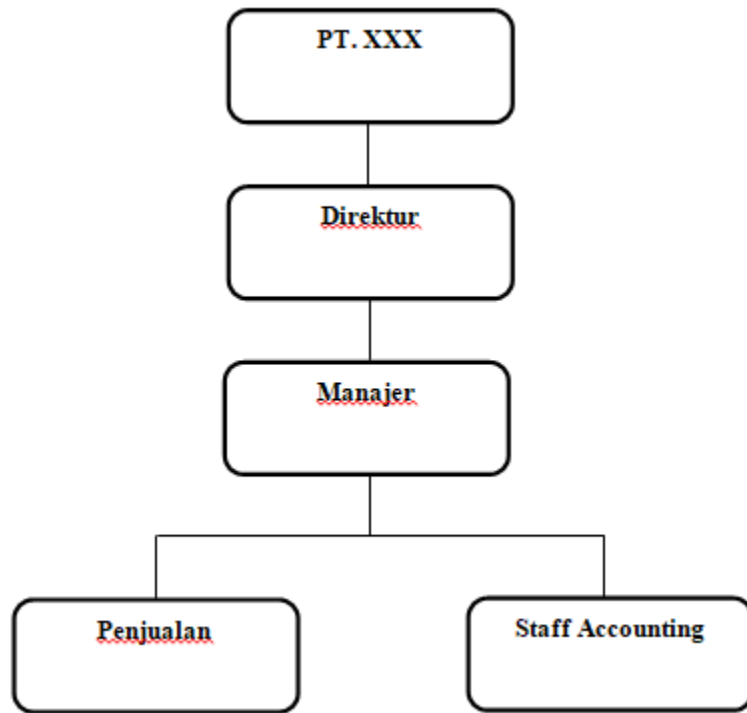 PT. XXX
Direktur
Manajer
Penjualan
Staff Accounting